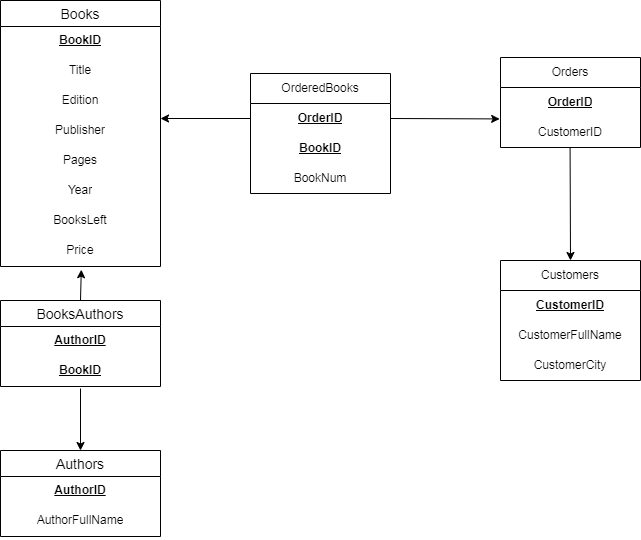 Books
BookID
Title
Edition
Publisher
Pages
Year
BooksLeft
Price
OrderedBooks
OrderID
BookID
BookNum
Orders
OrderID
CustomerID
Customers
CustomerID
CustomerFullName
CustomerCity
BooksAuthors
AuthorID
BookID
Authors
AuthorID
AuthorFullName